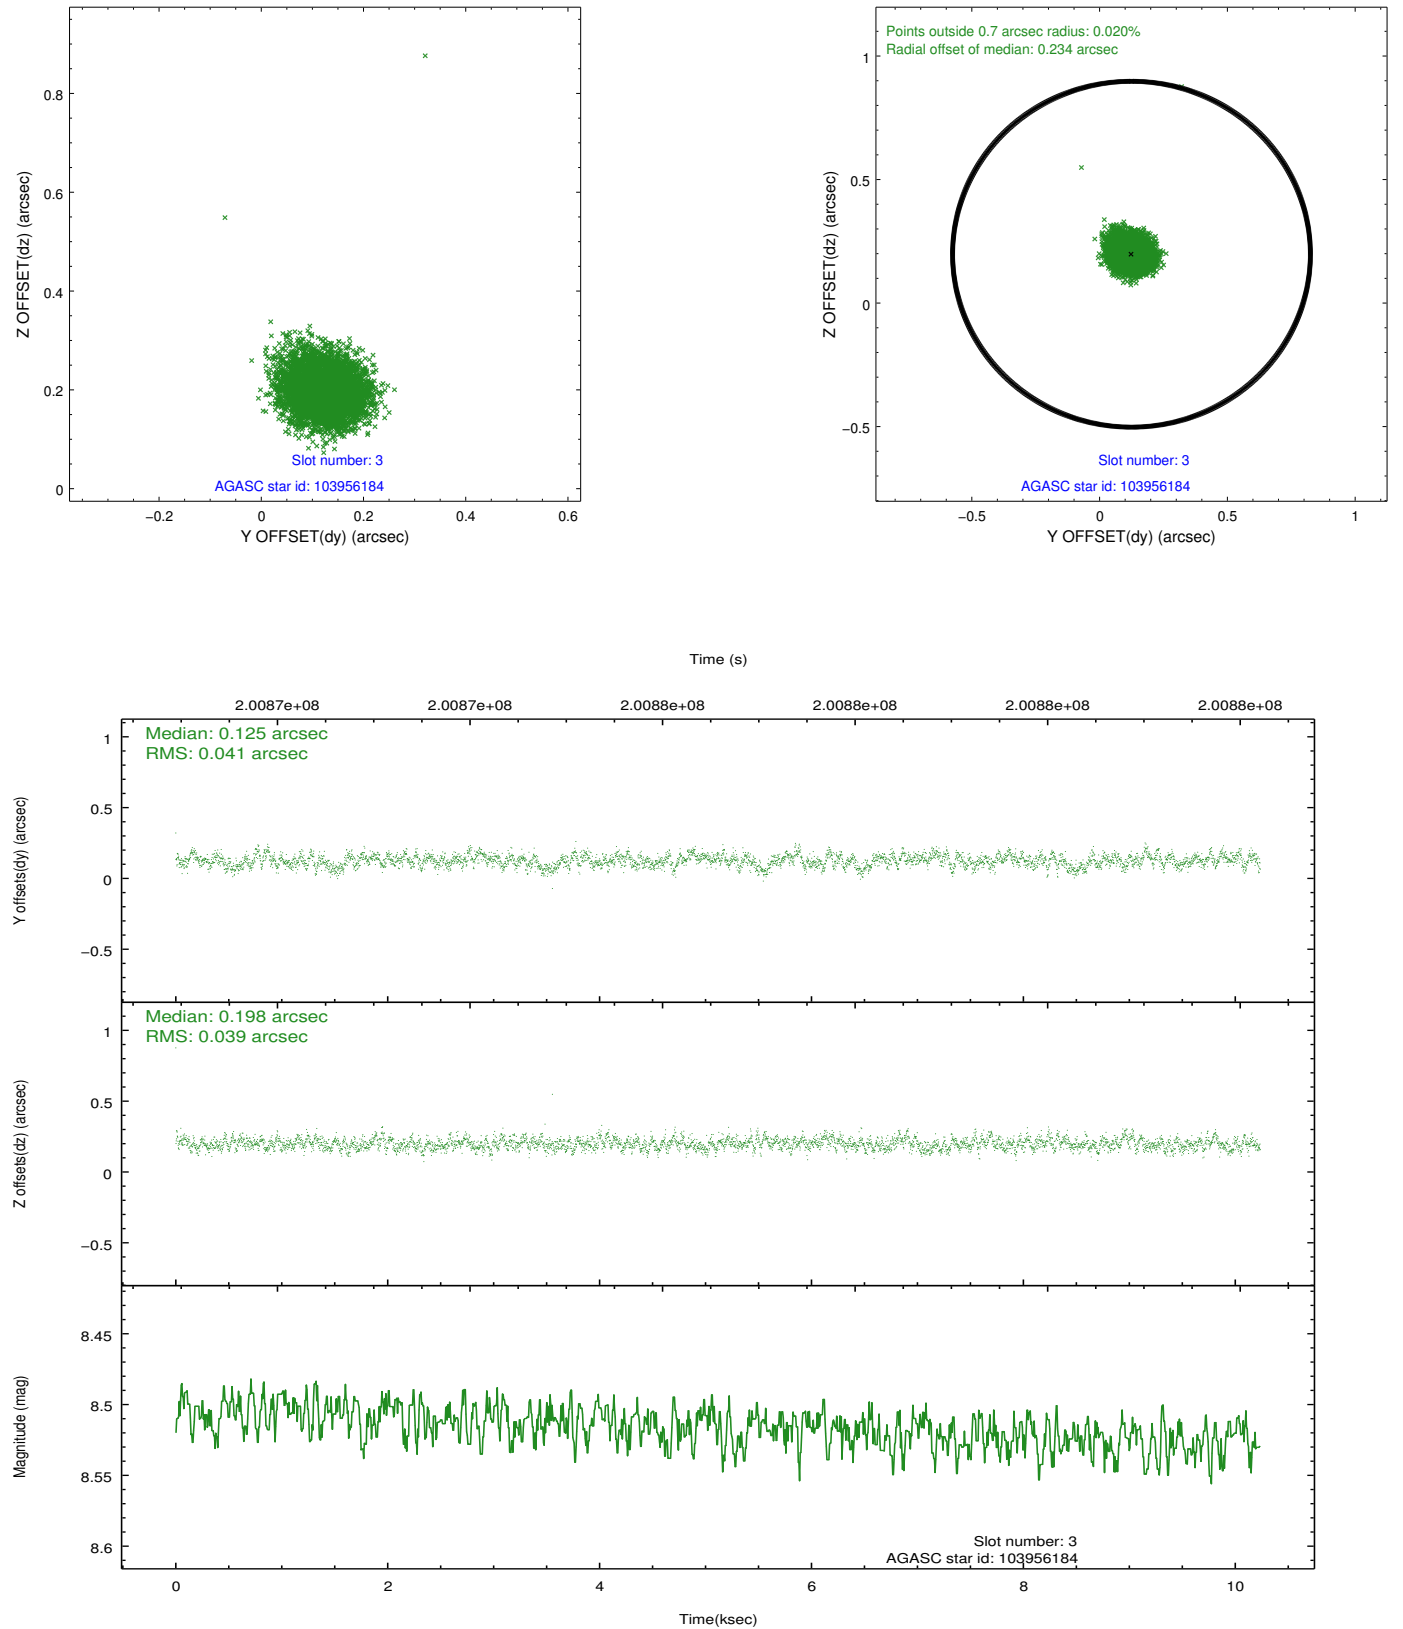 0.8
0.6
0.4
0.2
0
−0.2
0
0.2
0.4
0.6
Z OFFSET(dz) (arcsec)
Y OFFSET(dy) (arcsec)
Slot number: 3
AGASC star id: 103956184
Points outside 0.7 arcsec radius: 0.020%
Radial offset of median: 0.234 arcsec
1
0.5
0
−0.5
−0.5
0
0.5
1
Z OFFSET(dz) (arcsec)
Y OFFSET(dy) (arcsec)
Slot number: 3
AGASC star id: 103956184
Time (s)
2.0087e+08
2.0087e+08
2.0088e+08
2.0088e+08
2.0088e+08
2.0088e+08
Median: 0.125 arcsec
RMS: 0.041 arcsec
1
0.5
0
−0.5
Y offsets(dy) (arcsec)
Median: 0.198 arcsec
RMS: 0.039 arcsec
1
0.5
0
−0.5
Z offsets(dz) (arcsec)
8.45
8.5
8.55
8.6
Magnitude (mag)
Slot number: 3
AGASC star id: 103956184
0
2
4
6
8
10
Time(ksec)